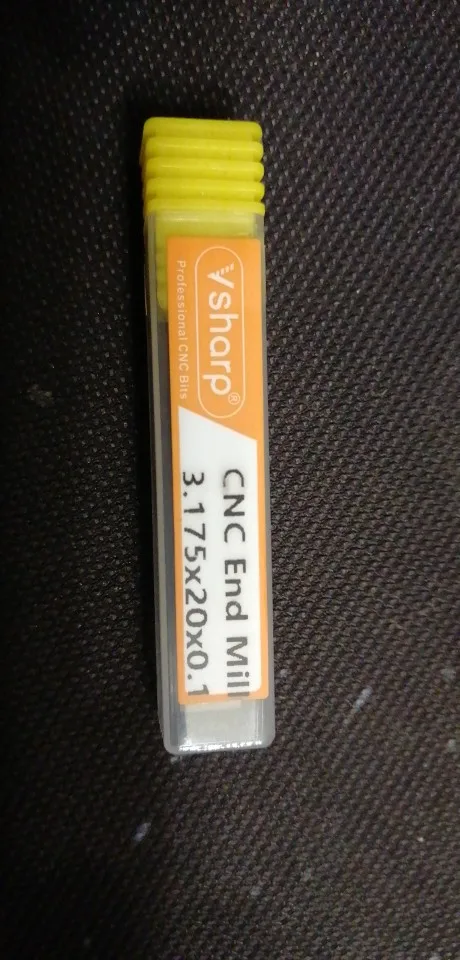 Vsharp®
Professional CNC Bits
CNC End Mill
3.175x20x0.1